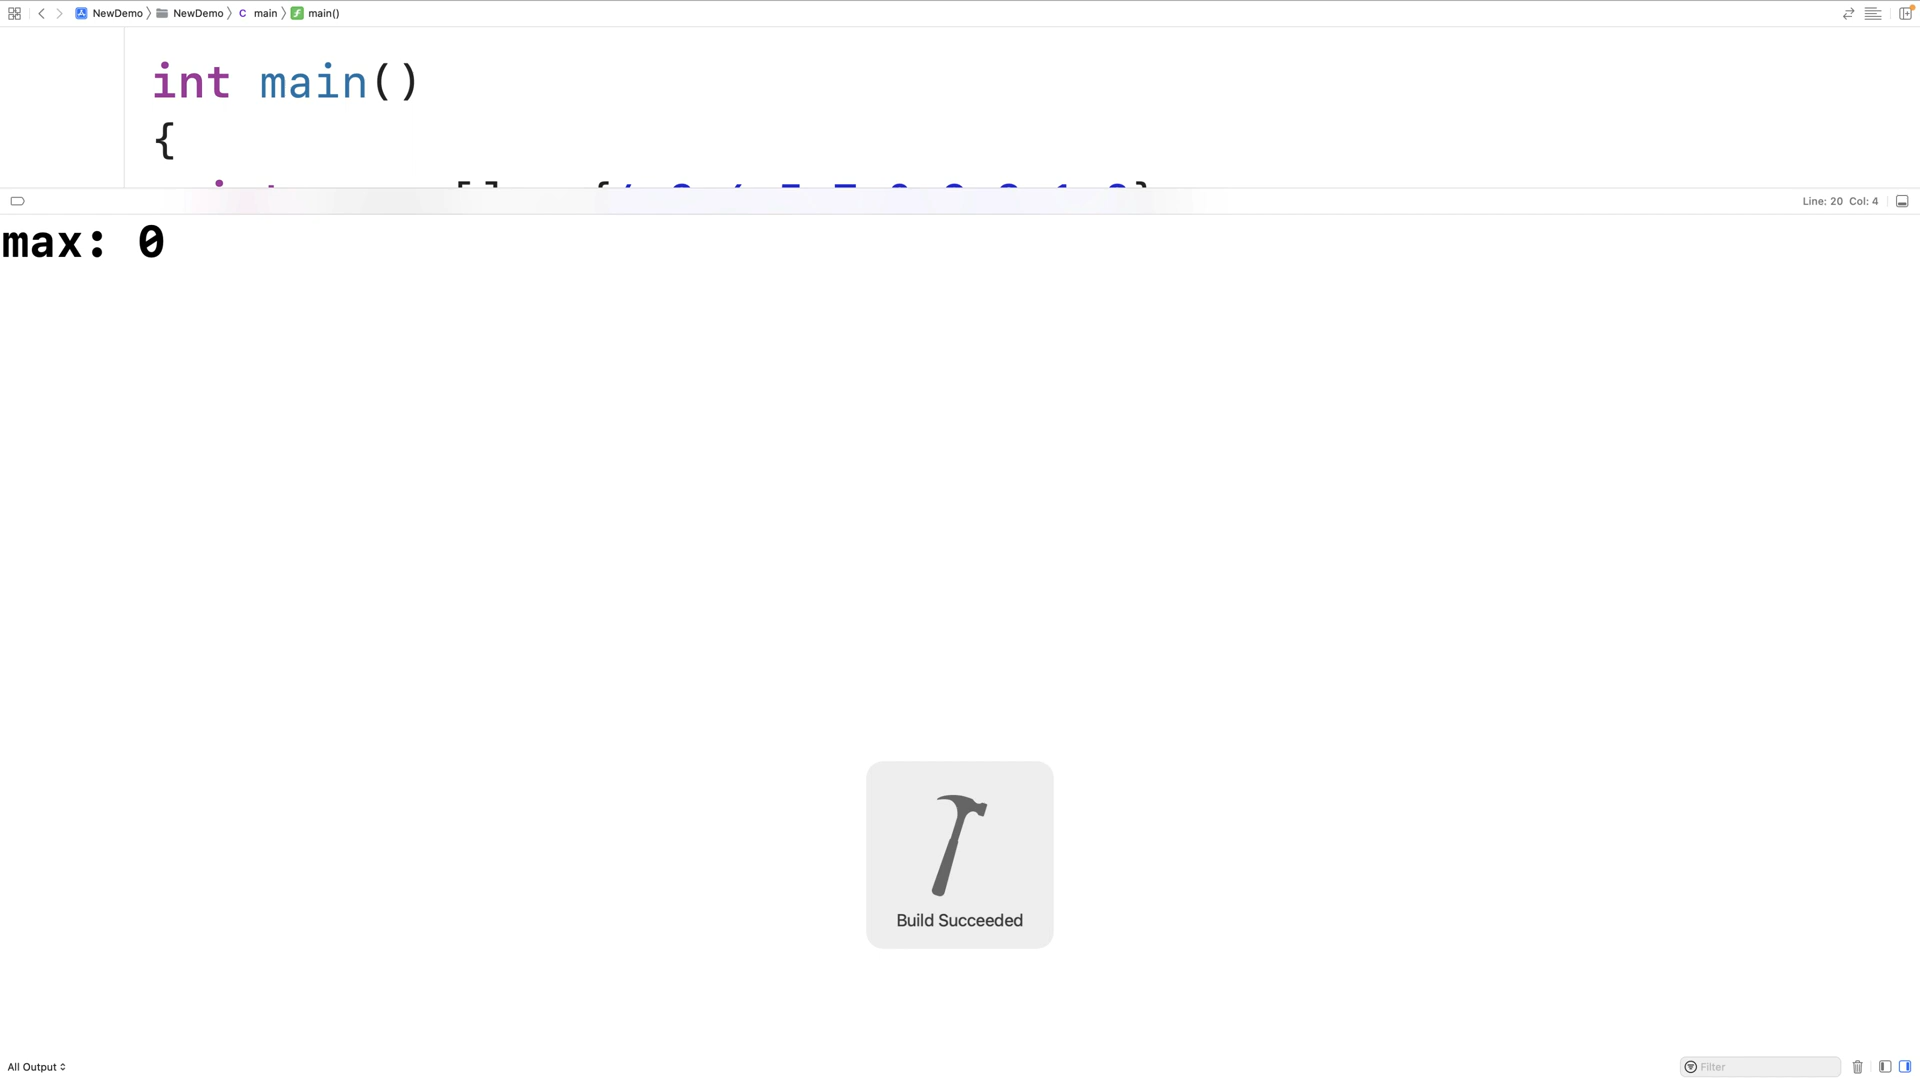 NewDemo 〉 NewDemo 〉 C main 〉 f main()
int main()
{
Line: 20 Col: 4
max: 0
Build Succeeded
All Output
Filter